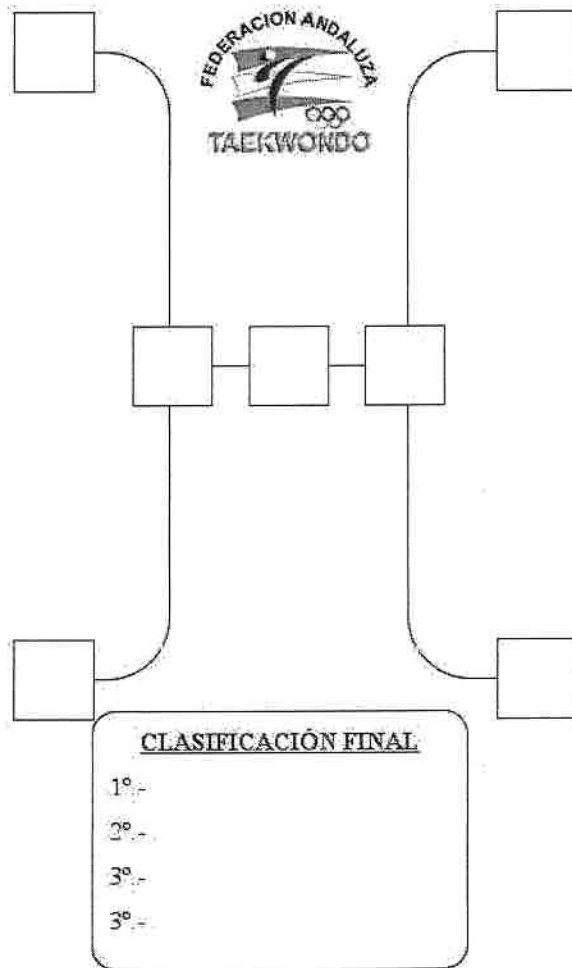 FEDERACION ANDALUZA
TAEKWONDO
CLASIFICACIÓN FINAL
1º.-
2º.-
3º.-
3º.-